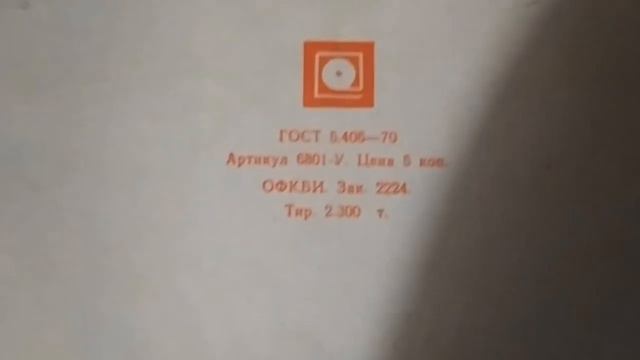 ГОСТ 5.406—70
Артикул 6801-У. Цена 5 коп.
ОФКБИ. Зак. 2224.
Тир. 2.300 т.